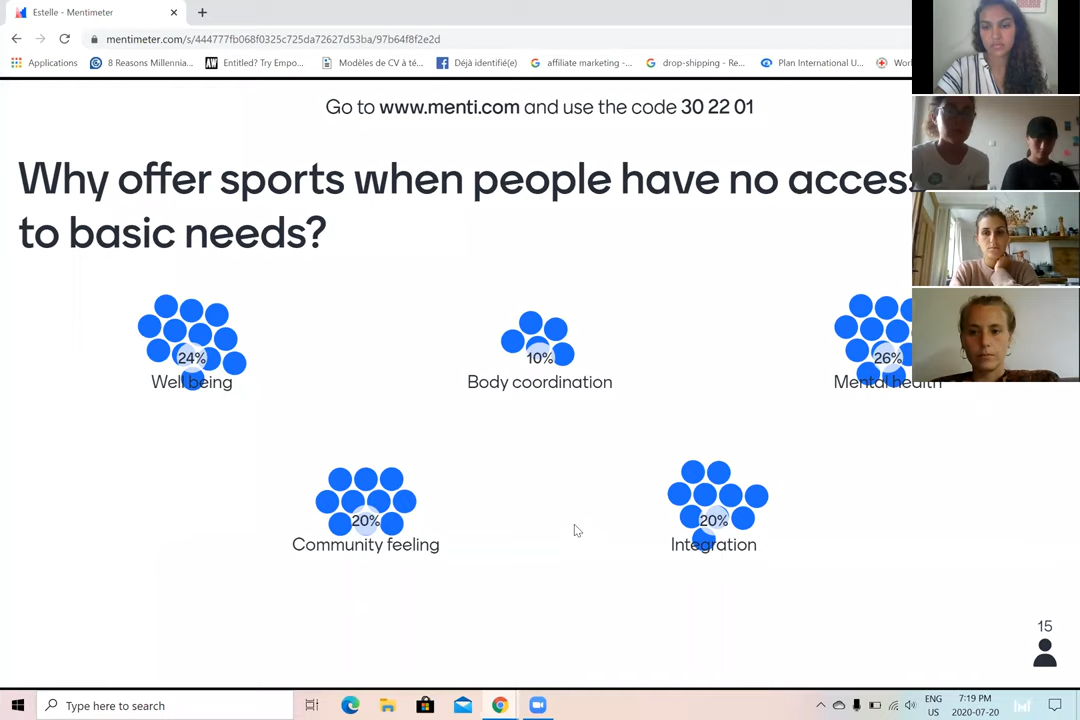 Estelle - Mentimeter
mentimeter.com/s/444777fb068f0325c725da72627d53ba/97b64f8f2e2d
Applications 8 Reasons Millennia... Entitled? Try Empo... Modèles de CV à té... Déjà identifié(e) affiliate marketing -... drop-shipping - Re... Plan International U...
Go to www.menti.com and use the code 30 22 01
Why offer sports when people have no access
to basic needs?
24% 10% 26%
Well being Body coordination Mental health
20% 20%
Community feeling Integration
15
Type here to search
ENG 7:19 PM
US 2020-07-20